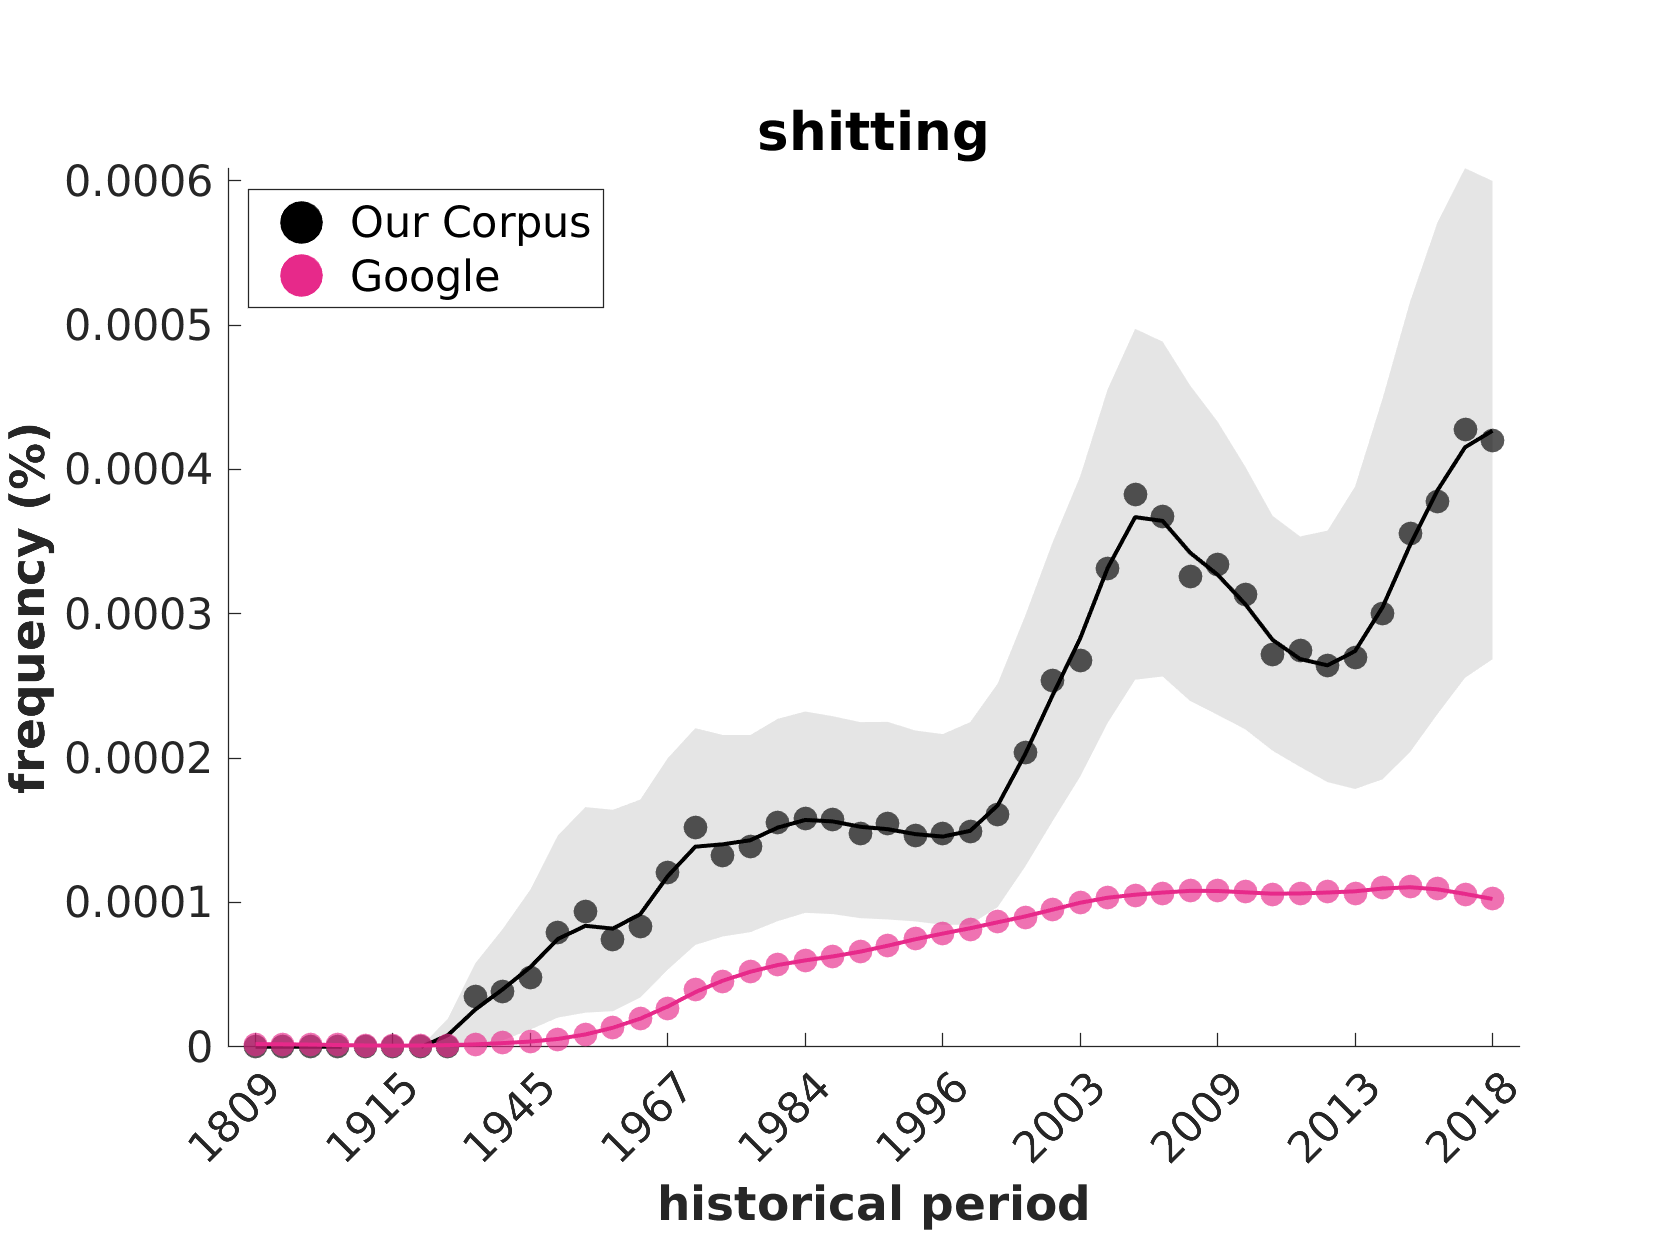 shitting
Our Corpus
Google
frequency (%)
0.0006
0.0005
0.0004
0.0003
0.0002
0.0001
0
1809 1915 1945 1967 1984 1996 2003 2009 2013 2018
historical period